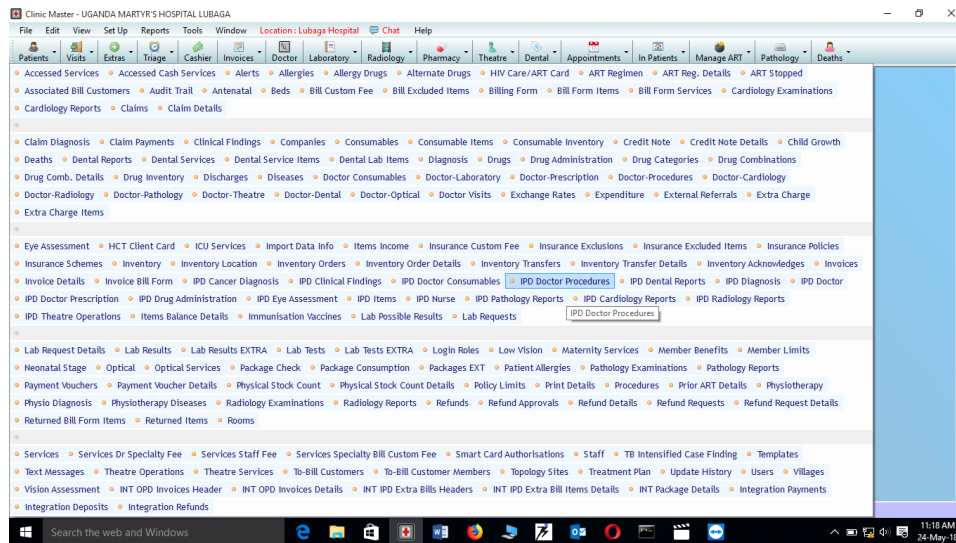 Clinic Master - UGANDA MARTYR'S HOSPITAL LUBAGA
File Edit View Set Up Reports Tools Window Location : Lubaga Hospital Chat Help
Patients Visits Extras Triage Cashier Invoices Doctor Laboratory Radiology Pharmacy Theatre Dental Appointments In Patients Manage ART Pathology Deaths
Accessed Services Accessed Cash Services Alerts Allergies Allergy Drugs Alternate Drugs HIV Care/ART Card ART Regimen ART Reg. Details ART Stopped
Associated Bill Customers Audit Trail Antenatal Beds Bill Custom Fee Bill Excluded Items Billing Form Bill Form Items Bill Form Services Cardiology Examinations
Cardiology Reports Claims Claim Details
Claim Diagnosis Claim Payments Clinical Findings Companies Consumables Consumable Items Consumable Inventory Credit Note Credit Note Details Child Growth
Deaths Dental Reports Dental Services Dental Service Items Dental Lab Items Diagnosis Drugs Drug Administration Drug Categories Drug Combinations
Drug Comb. Details Drug Inventory Discharges Diseases Doctor Consumables Doctor-Laboratory Doctor-Prescription Doctor-Procedures Doctor-Cardiology
Doctor-Radiology Doctor-Pathology Doctor-Theatre Doctor-Dental Doctor-Optical Doctor Visits Exchange Rates Expenditure External Referrals Extra Charge
Extra Charge Items
Eye Assessment HCT Client Card ICU Services Import Data Info Items Income Insurance Custom Fee Insurance Exclusions Insurance Excluded Items Insurance Policies
Insurance Schemes Inventory Inventory Location Inventory Orders Inventory Order Details Inventory Transfers Inventory Transfer Details Inventory Acknowledges Invoices
Invoice Details Invoice Bill Form IPD Cancer Diagnosis IPD Clinical Findings IPD Doctor Consumables IPD Doctor Procedures IPD Dental Reports IPD Diagnosis IPD Doctor
IPD Doctor Prescription IPD Drug Administration IPD Eye Assessment IPD Items IPD Nurse IPD Pathology Reports IPD Cardiology Reports IPD Radiology Reports
IPD Theatre Operations Items Balance Details Immunisation Vaccines Lab Possible Results Lab Requests IPD Doctor Procedures
Lab Request Details Lab Results Lab Results EXTRA Lab Tests Lab Tests EXTRA Login Roles Low Vision Maternity Services Member Benefits Member Limits
Neonatal Stage Optical Optical Services Package Check Package Consumption Packages EXT Patient Allergies Pathology Examinations Pathology Reports
Payment Vouchers Payment Voucher Details Physical Stock Count Physical Stock Count Details Policy Limits Print Details Procedures Prior ART Details Physiotherapy
Physio Diagnosis Physiotherapy Diseases Radiology Examinations Radiology Reports Refunds Refund Approvals Refund Details Refund Requests Refund Request Details
Returned Bill Form Items Returned Items Rooms
Services Services Dr Specialty Fee Services Staff Fee Services Specialty Bill Custom Fee Smart Card Authorisations Staff TB Intensified Case Finding Templates
Text Messages Theatre Operations Theatre Services To-Bill Customers To-Bill Customer Members Topology Sites Treatment Plan Update History Users Villages
Vision Assessment INT OPD Invoices Header INT OPD Invoices Details INT IPD Extra Bills Headers INT IPD Extra Bill Items Details INT Package Details Integration Payments
Integration Deposits Integration Refunds
Search the web and Windows
11:18 AM
24-May-18